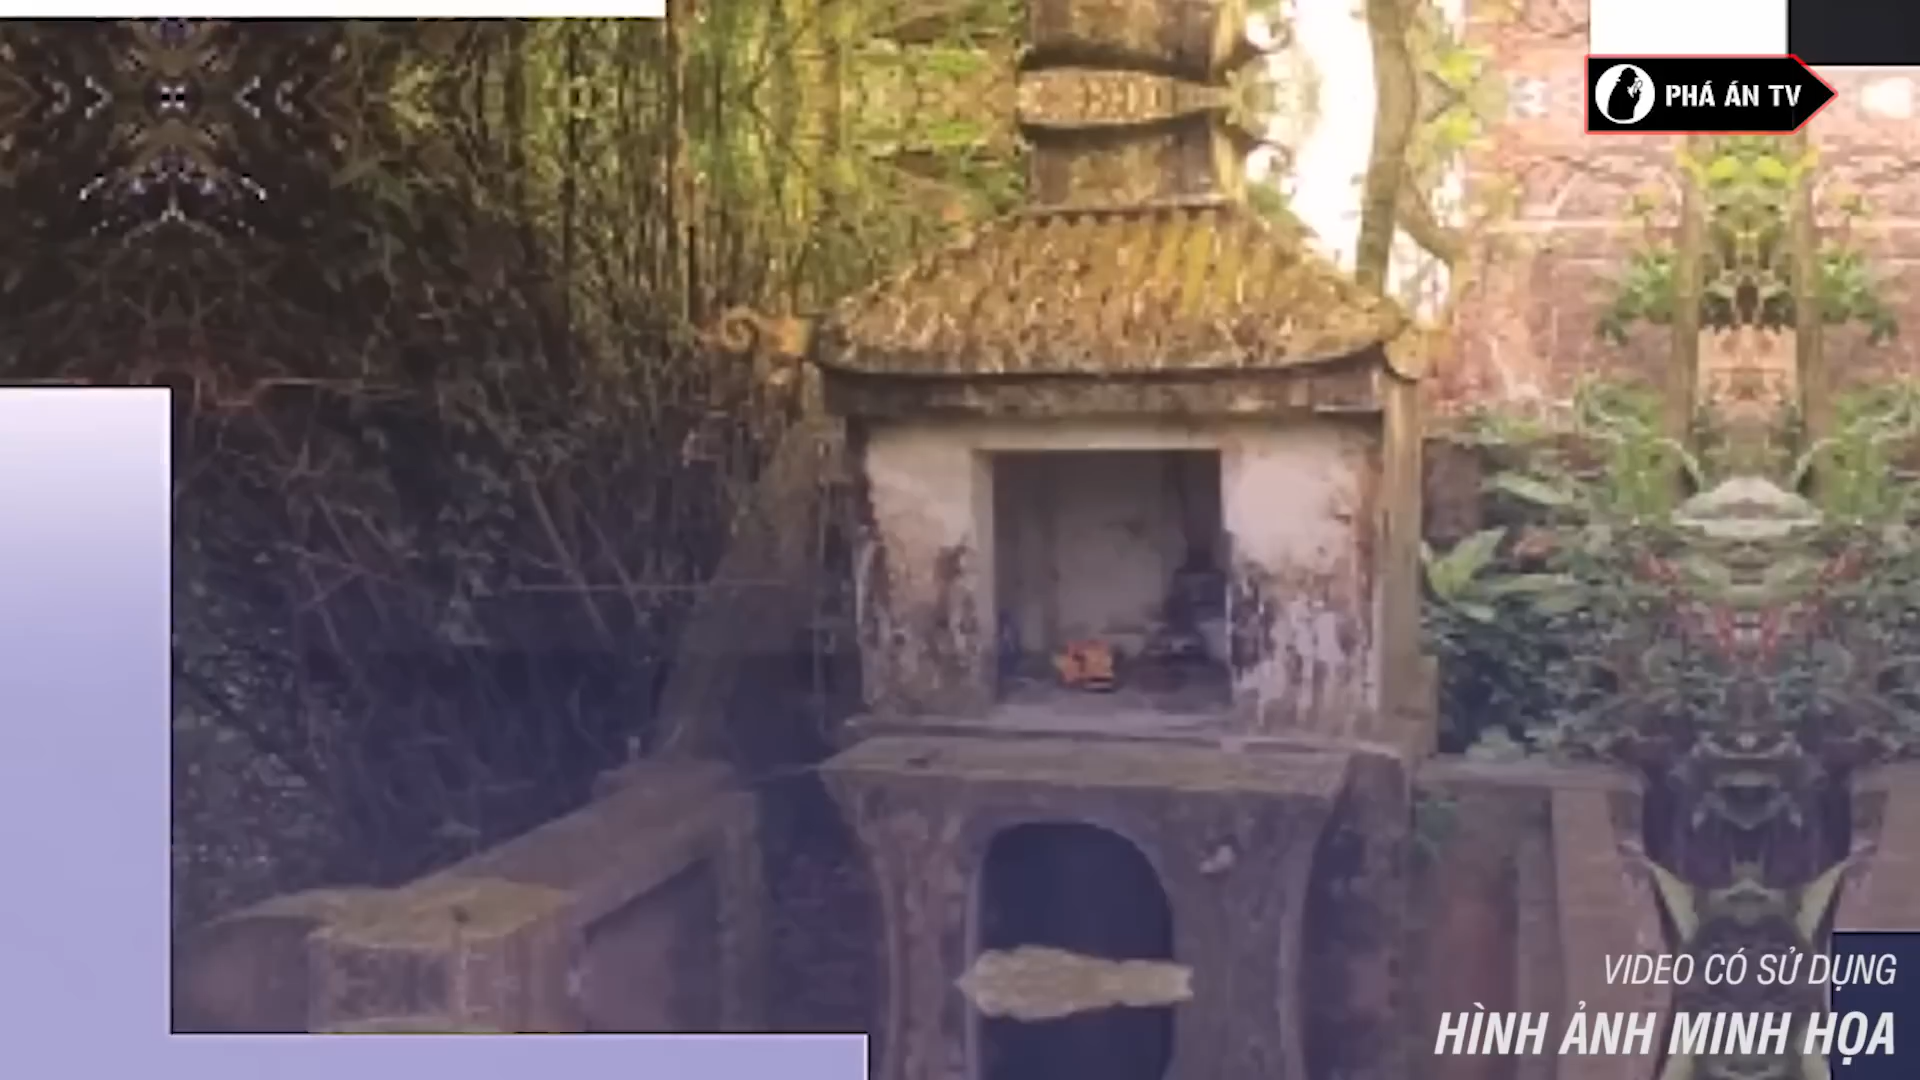 PHÁ ÁN TV
VIDEO CÓ SỬ DỤNG
HÌNH ẢNH MINH HỌA